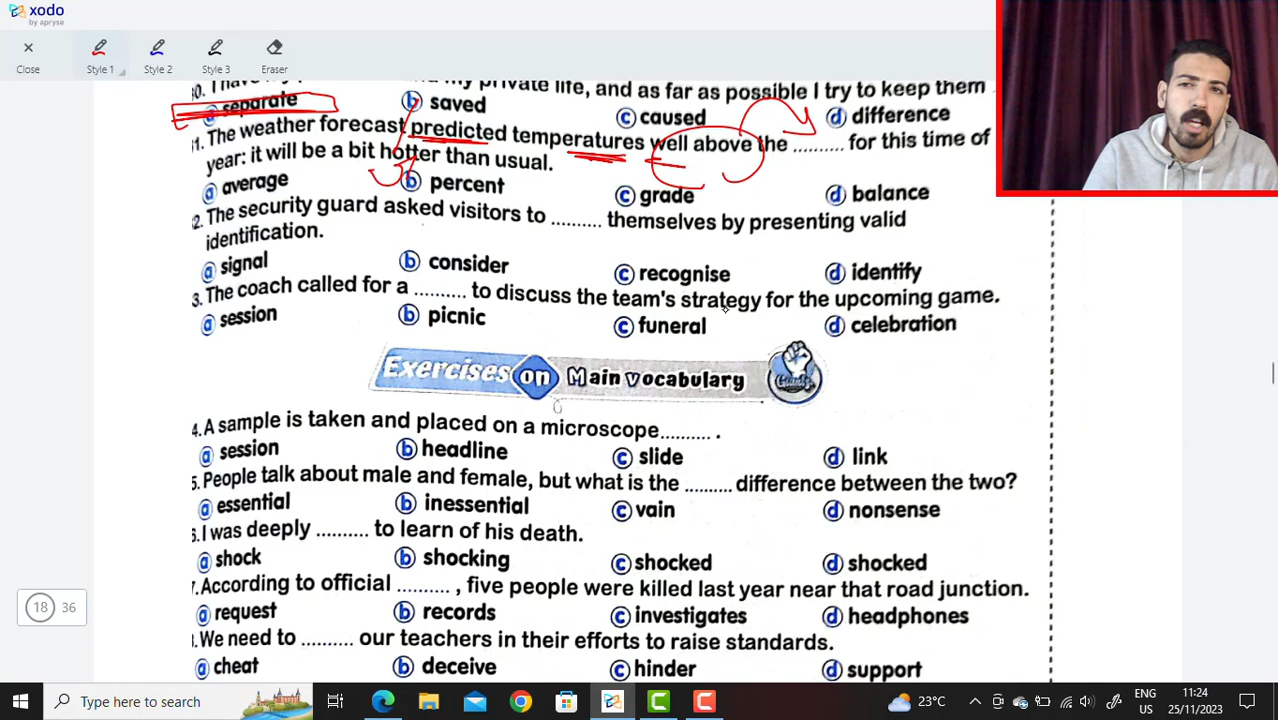 xodo
by apryse
Close
Style 1
Style 2
Style 3
Eraser
30. I have my private life, and as far as possible I try to keep them
a separate b saved c caused d difference
31. The weather forecast predicted temperatures well above the .......... for this time of
year: it will be a bit hotter than usual.
a average b percent c grade d balance
2. The security guard asked visitors to .......... themselves by presenting valid
identification.
a signal b consider c recognise d identify
3. The coach called for a .......... to discuss the team's strategy for the upcoming game.
a session b picnic c funeral d celebration
Exercises on Main Vocabulary
Guide
4. A sample is taken and placed on a microscope.......... .
a session b headline c slide d link
5. People talk about male and female, but what is the .......... difference between the two?
a essential b inessential c vain d nonsense
6. I was deeply .......... to learn of his death.
a shock b shocking c shocked d shocked
7. According to official .......... , five people were killed last year near that road junction.
a request b records c investigates d headphones
. We need to .......... our teachers in their efforts to raise standards.
a cheat b deceive c hinder d support
18 36
Type here to search
23°C
ENG
11:24
US
25/11/2023